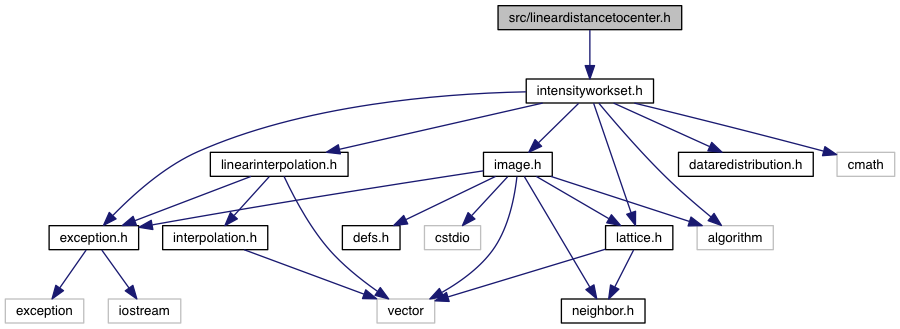 src/lineardistancetocenter.h
intensityworkset.h
linearinterpolation.h
image.h
dataredistribution.h
cmath
exception.h
interpolation.h
defs.h
cstdio
lattice.h
algorithm
exception
iostream
vector
neighbor.h